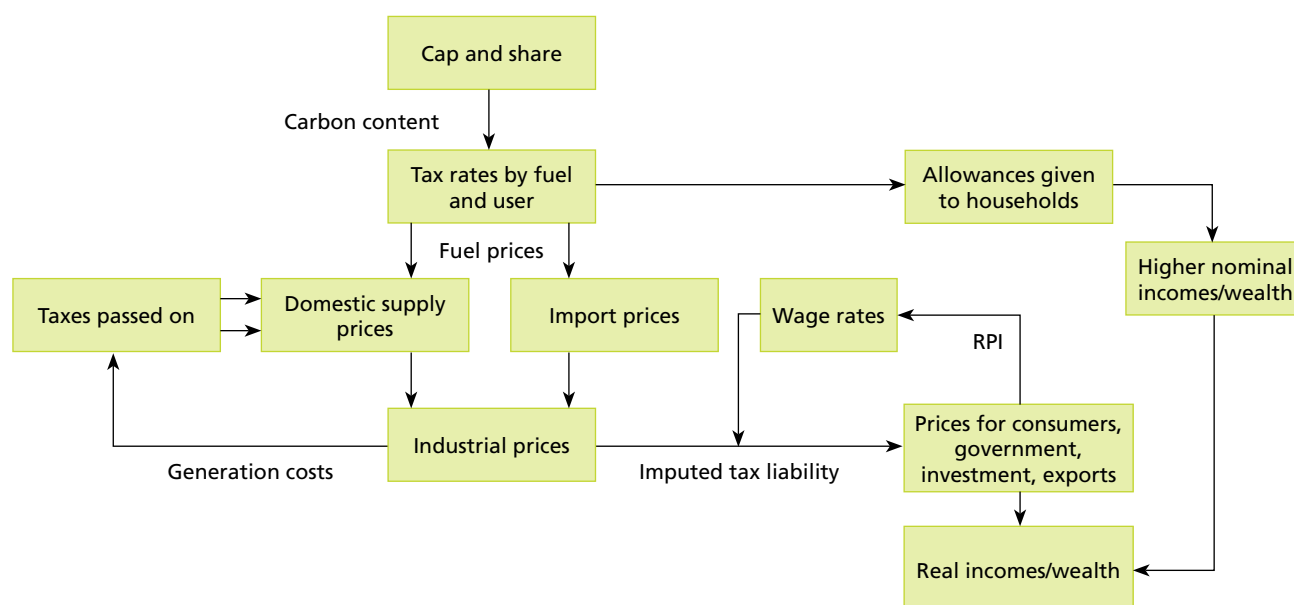 Cap and share
Carbon content
Tax rates by fuel
and user
Allowances given
to households
Fuel prices
Higher nominal
incomes/wealth
Taxes passed on
Domestic supply
prices
Import prices
Wage rates
RPI
Industrial prices
Prices for consumers,
government,
investment, exports
Generation costs
Imputed tax liability
Real incomes/wealth